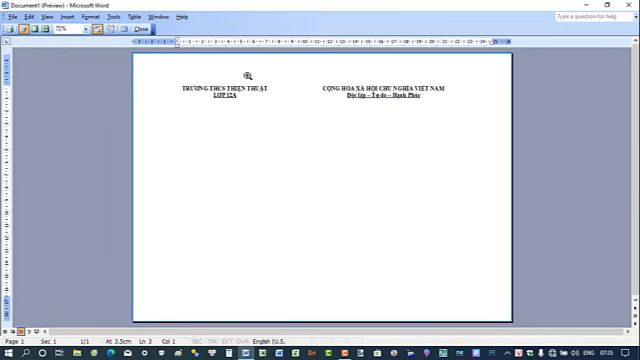 Document1 (Preview) - Microsoft Word
File Edit View Insert Format Tools Table Window Help
Type a question for help
72% Close
TRƯỜNG THCS THIỆN THUẬT
LỚP 12A
CỘNG HÒA XÃ HỘI CHỦ NGHĨA VIỆT NAM
Độc lập – Tự do – Hạnh Phúc
Page 1 Sec 1 1/1 At 3.5cm Ln 3 Col 1 REC TRK EXT OVR English (U.S.
ENG 07:35